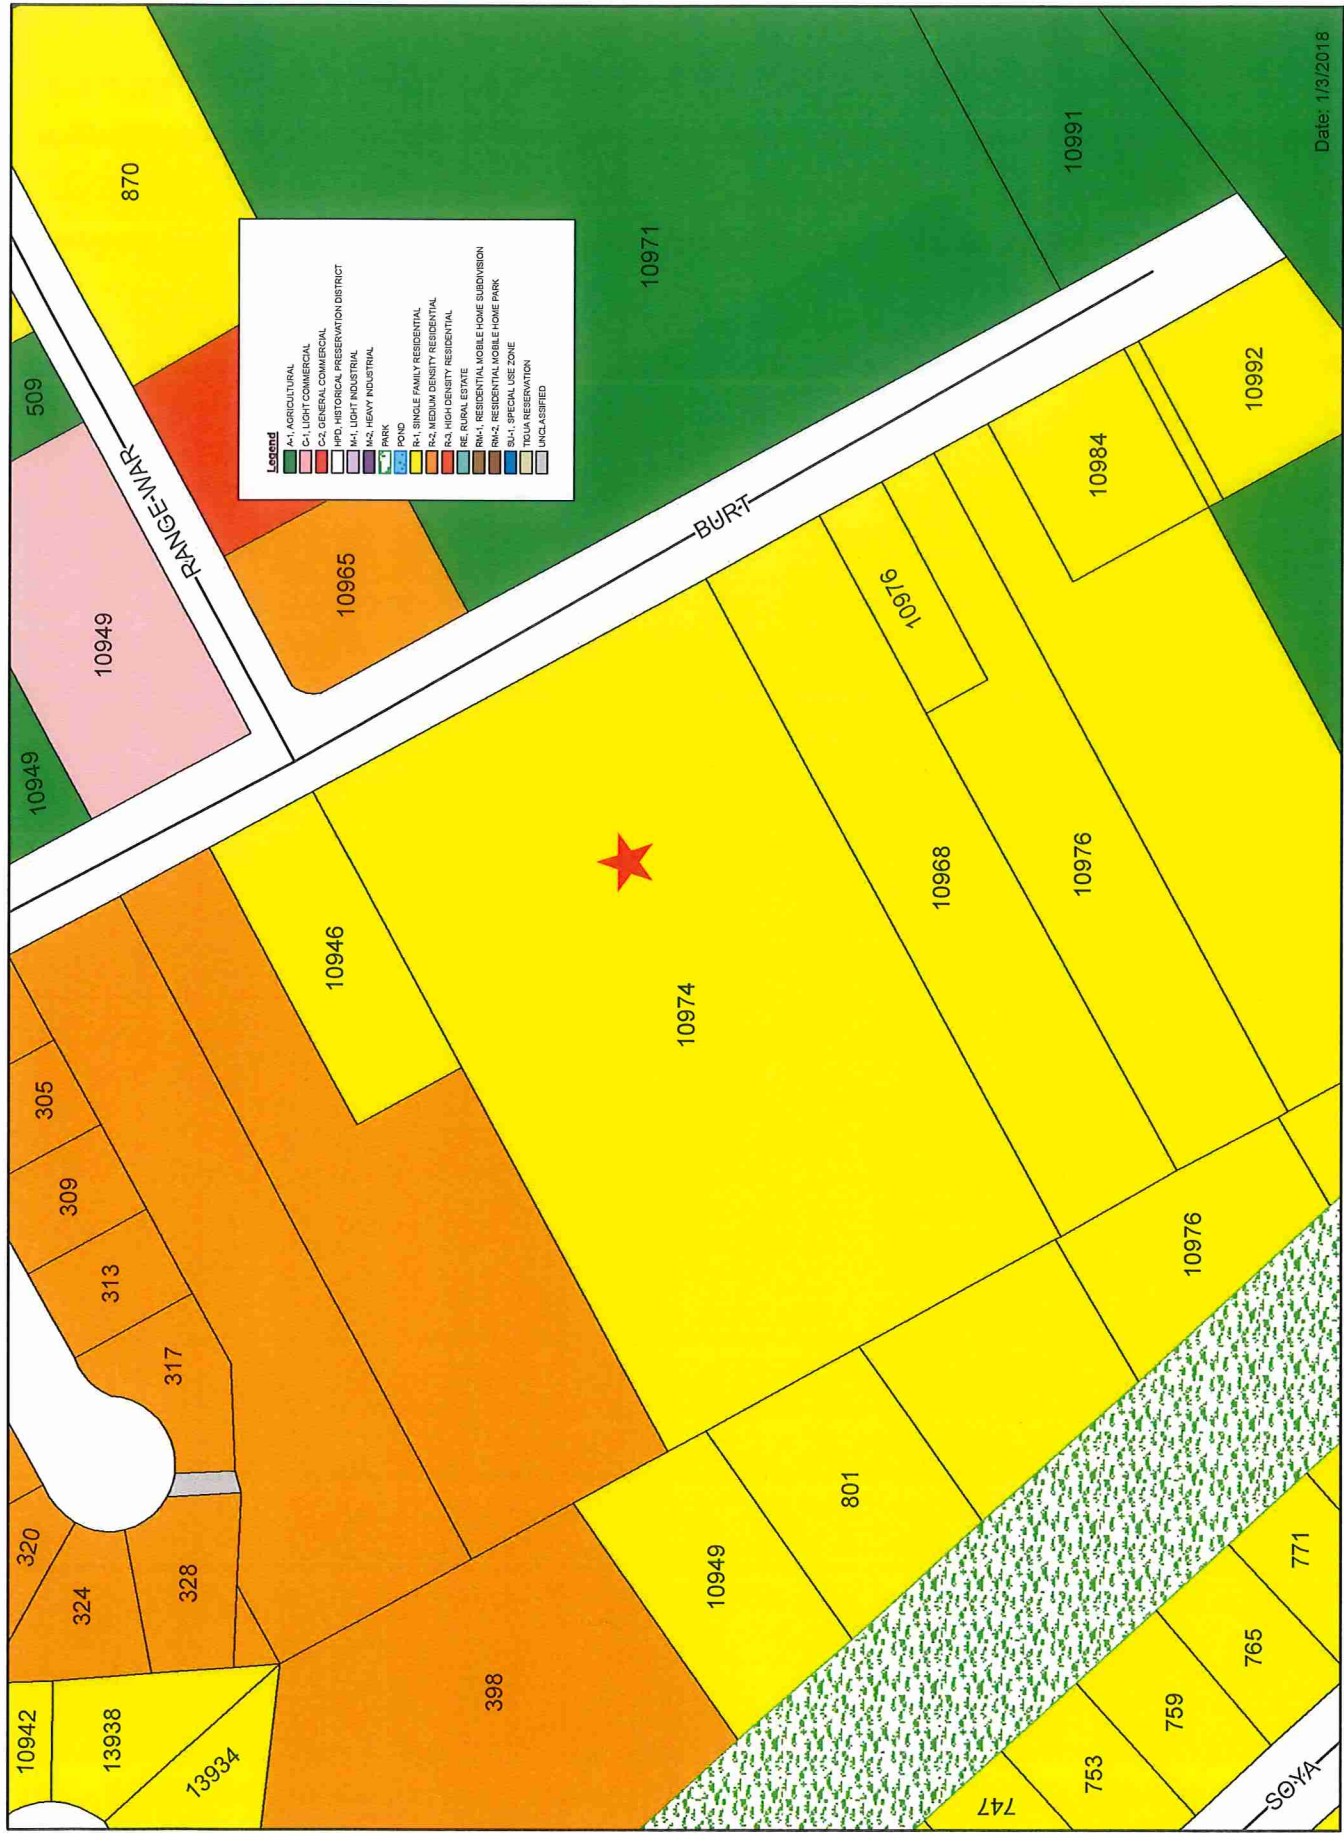 10942
13938
13934
320
324
328
317
313
309
305
398
10949
RANGE WAR
509
870
10949
10946
10965
Legend
A-1, AGRICULTURAL
C-1, LIGHT COMMERCIAL
C-2, GENERAL COMMERCIAL
HPD, HISTORICAL PRESERVATION DISTRICT
M-1, LIGHT INDUSTRIAL
M-2, HEAVY INDUSTRIAL
PARK
POND
R-1, SINGLE FAMILY RESIDENTIAL
R-2, MEDIUM DENSITY RESIDENTIAL
R-3, HIGH DENSITY RESIDENTIAL
RE, RURAL ESTATE
RM-1, RESIDENTIAL MOBILE HOME SUBDIVISION
RM-2, RESIDENTIAL MOBILE HOME PARK
SU-1, SPECIAL USE ZONE
TIGUA RESERVATION
UNCLASSIFIED
10949
801
10974
BURT
10971
747
753
759
765
771
SOYA
10976
10968
10976
10976
10984
10992
10991
Date: 1/3/2018